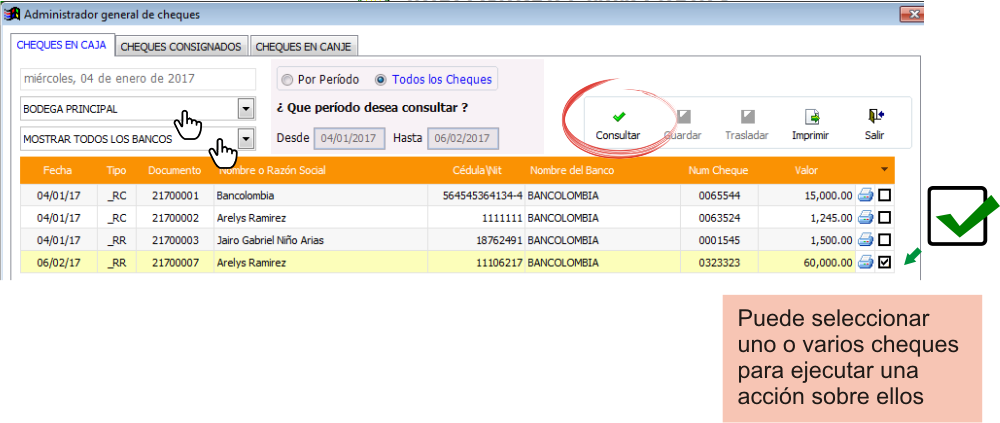 Administrador general de cheques
CHEQUES EN CAJA CHEQUES CONSIGNADOS CHEQUES EN CANJE
miércoles, 04 de enero de 2017
BODEGA PRINCIPAL
MOSTRAR TODOS LOS BANCOS
Por Período Todos los Cheques
¿ Que período desea consultar ?
Desde 04/01/2017 Hasta 06/02/2017
Consultar Guardar Trasladar Imprimir Salir
Fecha Tipo Documento Nombre o Razón Social Cédula\Nit Nombre del Banco Num Cheque Valor
04/01/17 _RC 21700001 Bancolombia 564545364134-4 BANCOLOMBIA 0065544 15,000.00
04/01/17 _RC 21700002 Arelys Ramirez 1111111 BANCOLOMBIA 0063524 1,245.00
04/01/17 _RR 21700003 Jairo Gabriel Niño Arias 18762491 BANCOLOMBIA 0001545 1,500.00
06/02/17 _RR 21700007 Arelys Ramirez 11106217 BANCOLOMBIA 0323323 60,000.00
Puede seleccionar
uno o varios cheques
para ejecutar una
acción sobre ellos